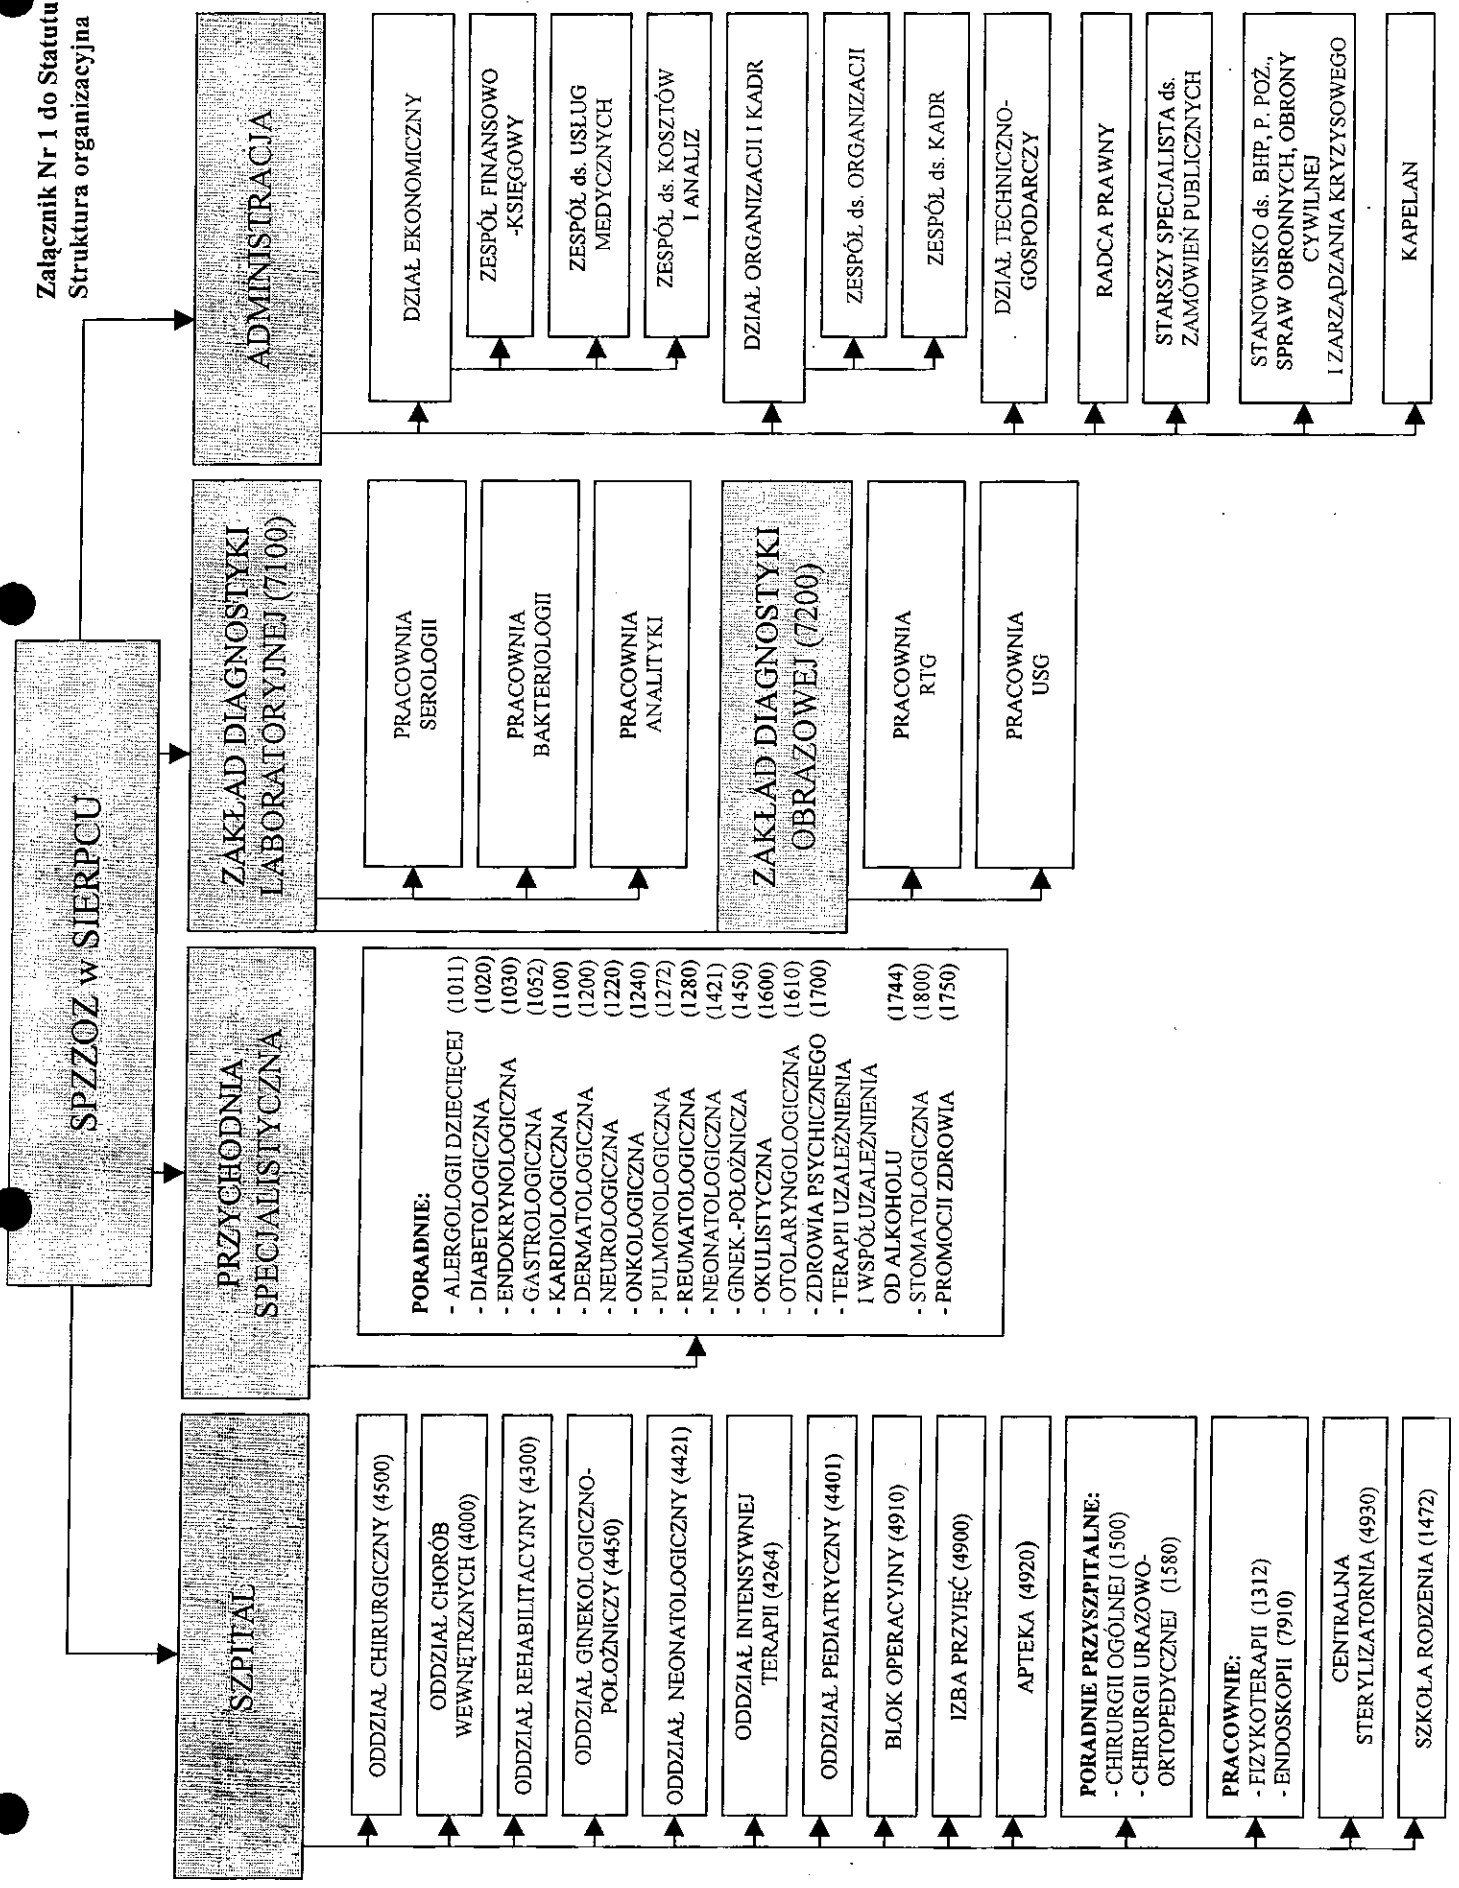 Załącznik Nr 1 do Statutu
Struktura organizacyjna
SPZZOZ w SIERPCU
SZPITAL
ODDZIAŁ CHIRURGICZNY (4500)
ODDZIAŁ CHORÓB
WEWNĘTRZNYCH (4000)
ODDZIAŁ REHABILITACYJNY (4300)
ODDZIAŁ GINEKOLOGICZNO-
POŁOŻNICZY (4450)
ODDZIAŁ NEONATOLOGICZNY (4421)
ODDZIAŁ INTENSYWNEJ
TERAPII (4264)
ODDZIAŁ PEDIATRYCZNY (4401)
BLOK OPERACYJNY (4910)
IZBA PRZYJĘĆ (4900)
APTEKA (4920)
PORADNIE PRZYSZPITALNE:
- CHIRURGII OGÓLNEJ (1500)
- CHIRURGII URAZOWO-
ORTOPEDYCZNEJ (1580)
PRACOWNE:
- FIZYKOTERAPII (1312)
- ENDOSKOPII (7910)
CENTRALNA
STERYLIZATORNIA (4930)
SZKOŁA RODZENIA (1472)
PRZYCHODNIA
SPECJALISTYCZNA
PORADNIE:
- ALERGOLOGII DZIECIĘCEJ (1011)
- DIABETOLOGICZNA (1020)
- ENDOKRYNOLOGICZNA (1030)
- GASTROLOGICZNA (1052)
- KARDIOLOGICZNA (1100)
- DERMATOLOGICZNA (1200)
- NEUROLOGICZNA (1220)
- ONKOLOGICZNA (1240)
- PULMONOLOGICZNA (1272)
- REUMATOLOGICZNA (1280)
- NEONATOLOGICZNA (1421)
- GINEK.-POŁOŻNICZA (1450)
- OKULISTYCZNA (1600)
- OTOLARYNGOLOGICZNA (1610)
- ZDROWIA PSYCHICZNEGO (1700)
- TERAPII UZALEŻNIENIA
I WSPÓŁUZALEŻNIENIA
OD ALKOHOLU (1744)
- STOMATOLOGICZNA (1800)
- PROMOCJI ZDROWIA (1750)
ZAKŁAD DIAGNOSTYKI
LABORATORYJNEJ (7100)
PRACOWNIA
SEROLOGII
PRACOWNIA
BAKTERIOLOGII
PRACOWNIA
ANALITYKI
ZAKŁAD DIAGNOSTYKI
OBRAZOWEJ (7200)
PRACOWNIA
RTG
PRACOWNIA
USG
ADMINISTRACJA
DZIAŁ EKONOMICZNY
ZESPÓŁ FINANSOWO
-KSIĘGOWY
ZESPÓŁ ds. USŁUG
MEDYCZNYCH
ZESPÓŁ ds. KOSZTÓW
I ANALIZ
DZIAŁ ORGANIZACJI I KADR
ZESPÓŁ ds. ORGANIZACJI
ZESPÓŁ ds. KADR
DZIAŁ TECHNICZNO-
GOSPODARCZY
RADCA PRAWNY
STARSZY SPECJALISTA ds.
ZAMÓWIEŃ PUBLICZNYCH
STANOWISKO ds. BHP, P. POŻ.,
SPRAW OBRONNYCH, OBRONY
CYWILNEJ
I ZARZĄDZANIA KRYZYSOWEGO
KAPELAN